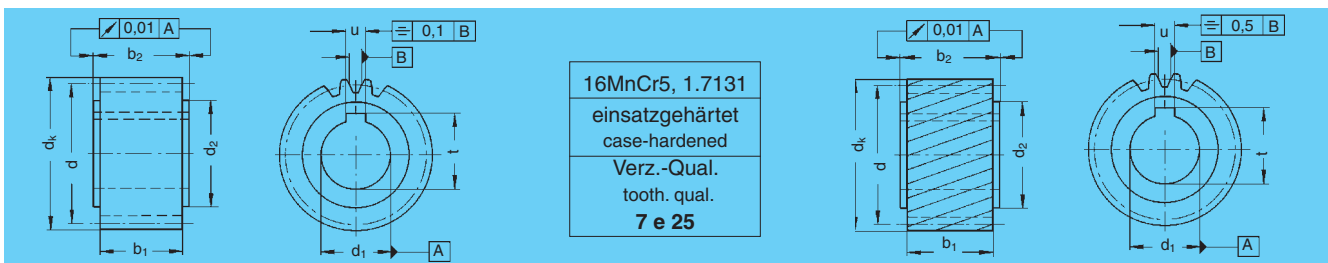 ↗ 0,01 A
b₂
dₖ
d
d₂
b₁
u
⌯ 0,1 B
B
t
d₁
A
16MnCr5, 1.7131
einsatzgehärtet
case-hardened
Verz.-Qual.
tooth. qual.
7 e 25
↗ 0,01 A
b₂
dₖ
d
d₂
b₁
u
⌯ 0,5 B
B
t
d₁
A